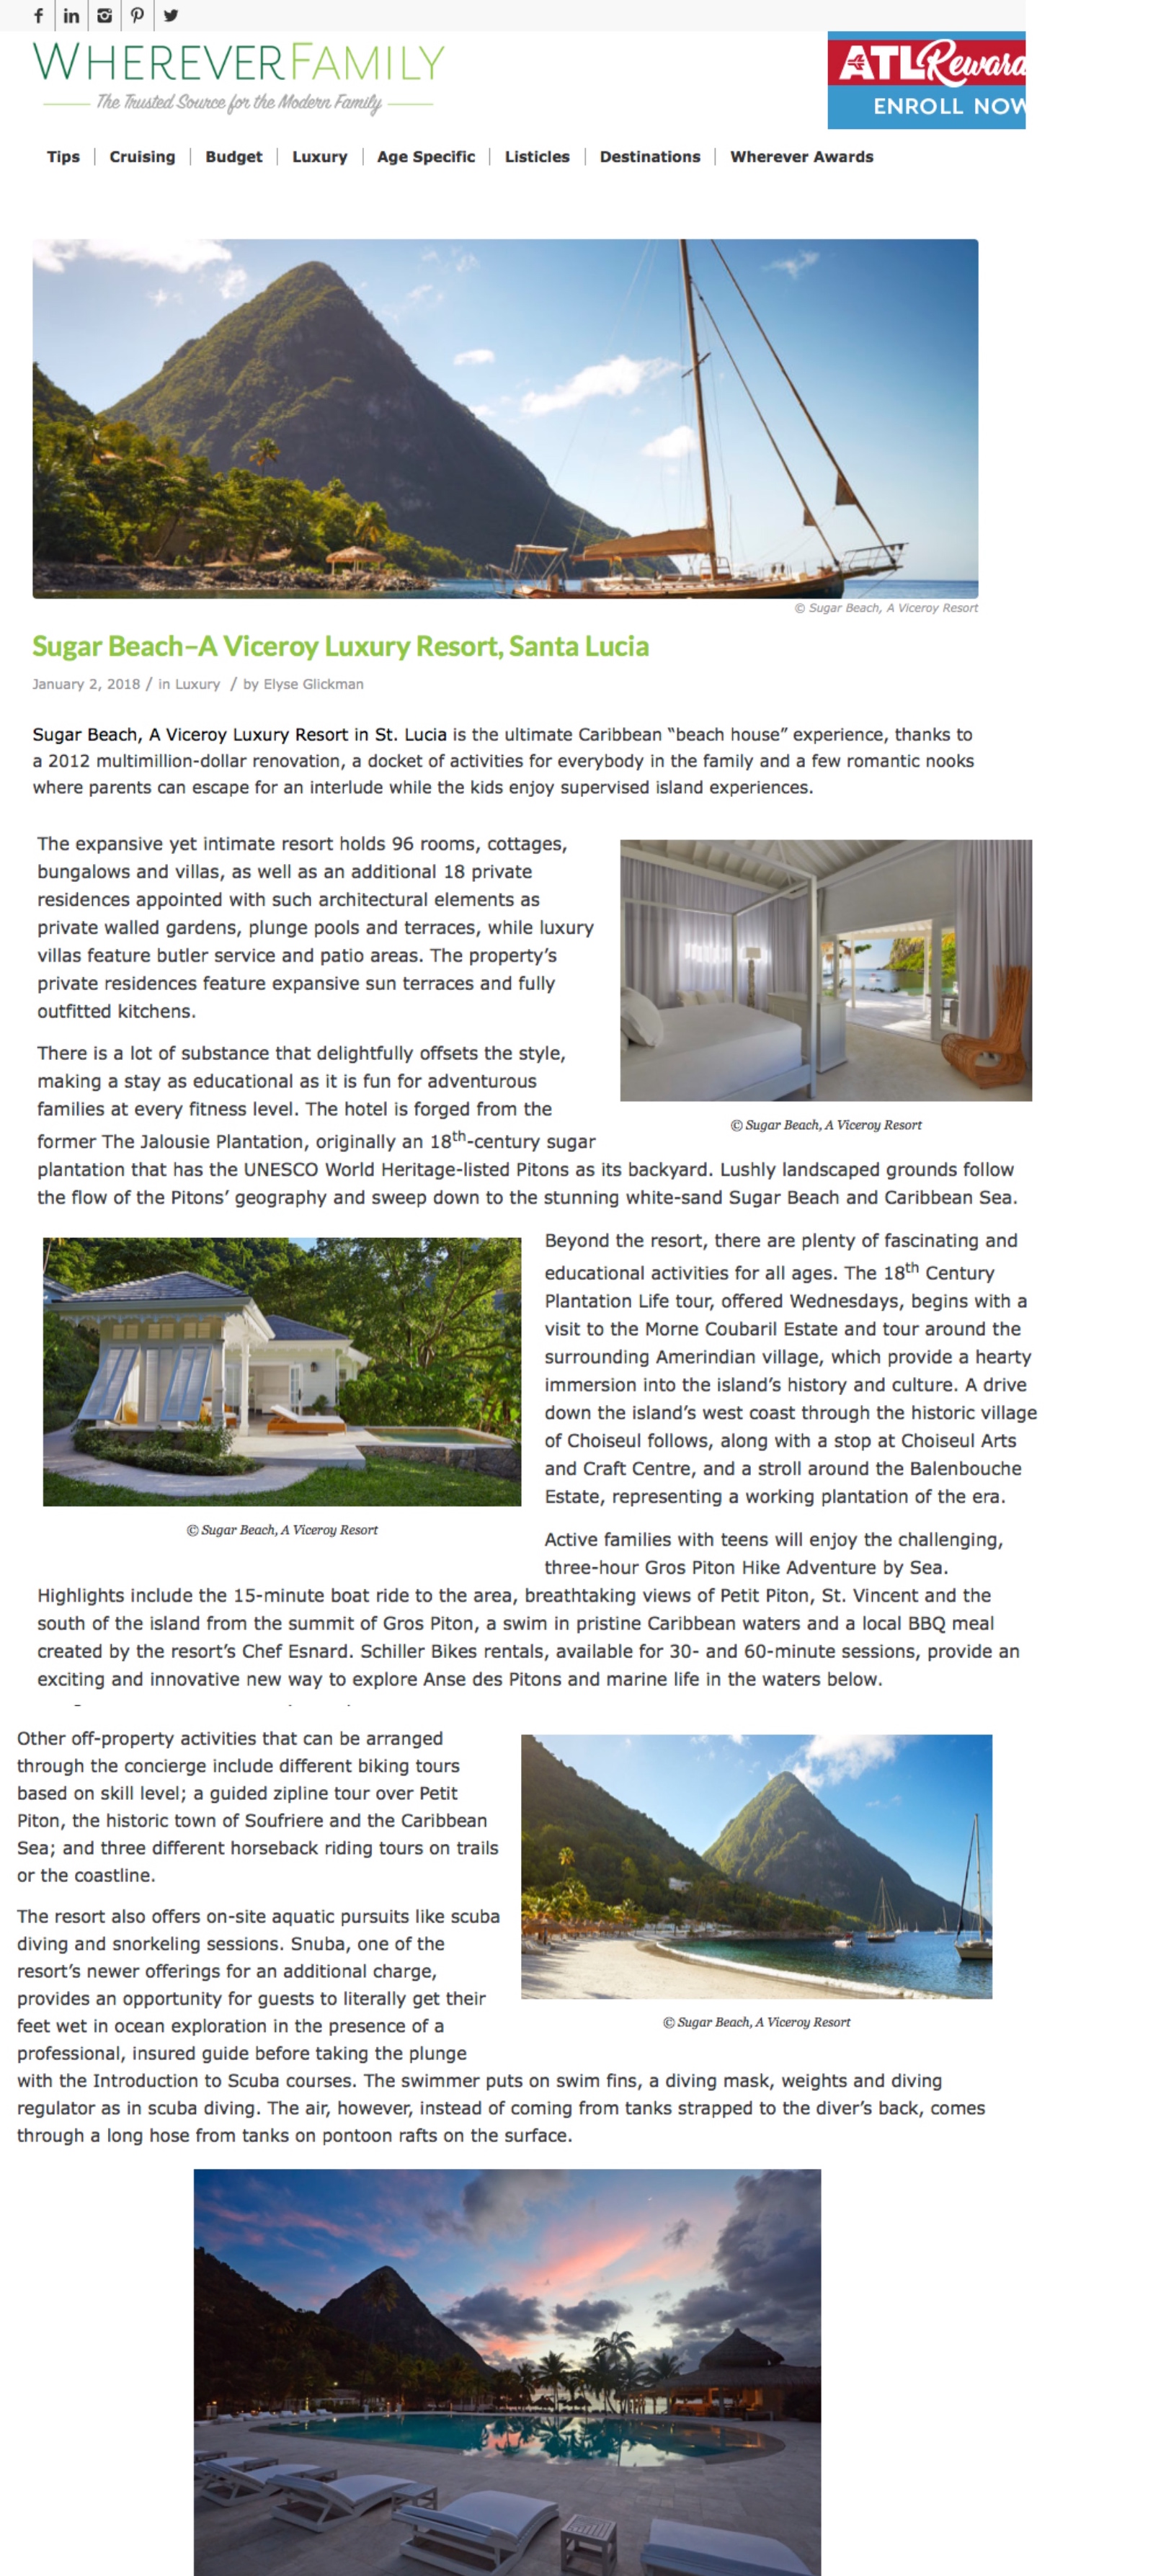 WHEREVERFAMILY
The Trusted Source for the Modern Family
ATL Reward
ENROLL NOW
Tips | Cruising | Budget | Luxury | Age Specific | Listicles | Destinations | Wherever Awards
© Sugar Beach, A Viceroy Resort
Sugar Beach–A Viceroy Luxury Resort, Santa Lucia
January 2, 2018 / in Luxury / by Elyse Glickman
Sugar Beach, A Viceroy Luxury Resort in St. Lucia is the ultimate Caribbean “beach house” experience, thanks to
a 2012 multimillion-dollar renovation, a docket of activities for everybody in the family and a few romantic nooks
where parents can escape for an interlude while the kids enjoy supervised island experiences.
The expansive yet intimate resort holds 96 rooms, cottages,
bungalows and villas, as well as an additional 18 private
residences appointed with such architectural elements as
private walled gardens, plunge pools and terraces, while luxury
villas feature butler service and patio areas. The property’s
private residences feature expansive sun terraces and fully
outfitted kitchens.
© Sugar Beach, A Viceroy Resort
There is a lot of substance that delightfully offsets the style,
making a stay as educational as it is fun for adventurous
families at every fitness level. The hotel is forged from the
former The Jalousie Plantation, originally an 18th-century sugar
plantation that has the UNESCO World Heritage-listed Pitons as its backyard. Lushly landscaped grounds follow
the flow of the Pitons’ geography and sweep down to the stunning white-sand Sugar Beach and Caribbean Sea.
© Sugar Beach, A Viceroy Resort
Beyond the resort, there are plenty of fascinating and
educational activities for all ages. The 18th Century
Plantation Life tour, offered Wednesdays, begins with a
visit to the Morne Coubaril Estate and tour around the
surrounding Amerindian village, which provide a hearty
immersion into the island’s history and culture. A drive
down the island’s west coast through the historic village
of Choiseul follows, along with a stop at Choiseul Arts
and Craft Centre, and a stroll around the Balenbouche
Estate, representing a working plantation of the era.
Active families with teens will enjoy the challenging,
three-hour Gros Piton Hike Adventure by Sea.
Highlights include the 15-minute boat ride to the area, breathtaking views of Petit Piton, St. Vincent and the
south of the island from the summit of Gros Piton, a swim in pristine Caribbean waters and a local BBQ meal
created by the resort’s Chef Esnard. Schiller Bikes rentals, available for 30- and 60-minute sessions, provide an
exciting and innovative new way to explore Anse des Pitons and marine life in the waters below.
Other off-property activities that can be arranged
through the concierge include different biking tours
based on skill level; a guided zipline tour over Petit
Piton, the historic town of Soufriere and the Caribbean
Sea; and three different horseback riding tours on trails
or the coastline.
© Sugar Beach, A Viceroy Resort
The resort also offers on-site aquatic pursuits like scuba
diving and snorkeling sessions. Snuba, one of the
resort’s newer offerings for an additional charge,
provides an opportunity for guests to literally get their
feet wet in ocean exploration in the presence of a
professional, insured guide before taking the plunge
with the Introduction to Scuba courses. The swimmer puts on swim fins, a diving mask, weights and diving
regulator as in scuba diving. The air, however, instead of coming from tanks strapped to the diver’s back, comes
through a long hose from tanks on pontoon rafts on the surface.